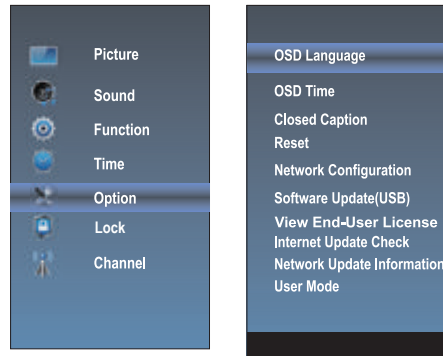 Picture
Sound
Function
Time
Option
Lock
Channel
OSD Language
OSD Time
Closed Caption
Reset
Network Configuration
Software Update(USB)
View End-User License
Internet Update Check
Network Update Information
User Mode